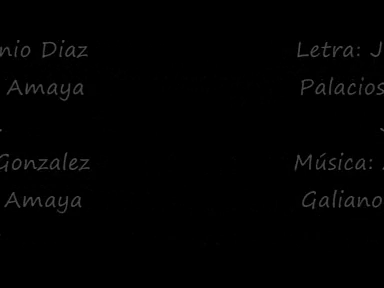 nio Diaz
Amaya
Gonzalez
Amaya
Letra: J
Palacios
Música:
Galiano